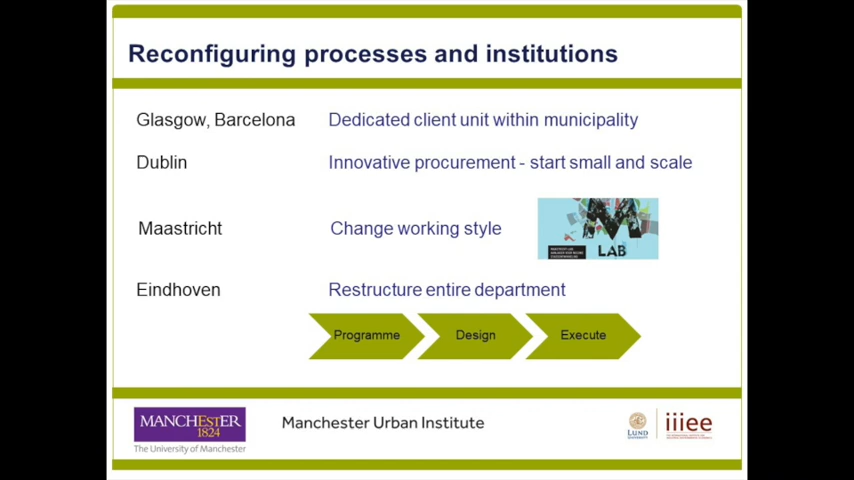 Reconfiguring processes and institutions
Glasgow, Barcelona Dedicated client unit within municipality
Dublin Innovative procurement - start small and scale
Maastricht Change working style
LAB
Eindhoven Restructure entire department
Programme Design Execute
MANCHESTER
1824
The University of Manchester
Manchester Urban Institute
LUND
UNIVERSITY
iiiee